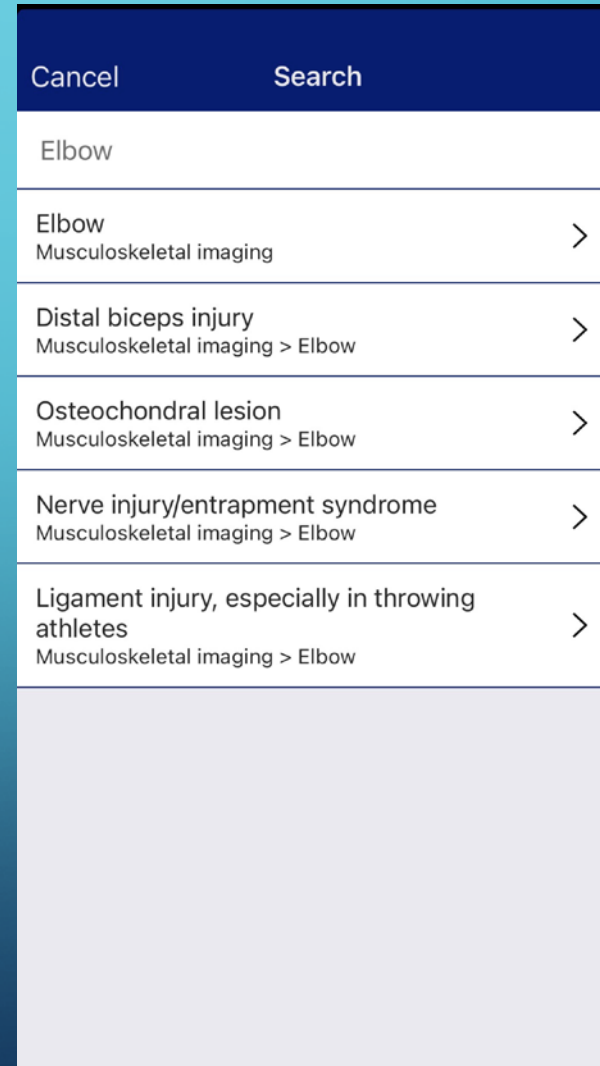 Cancel Search
Elbow
Elbow
Musculoskeletal imaging
Distal biceps injury
Musculoskeletal imaging > Elbow
Osteochondral lesion
Musculoskeletal imaging > Elbow
Nerve injury/entrapment syndrome
Musculoskeletal imaging > Elbow
Ligament injury, especially in throwing
athletes
Musculoskeletal imaging > Elbow